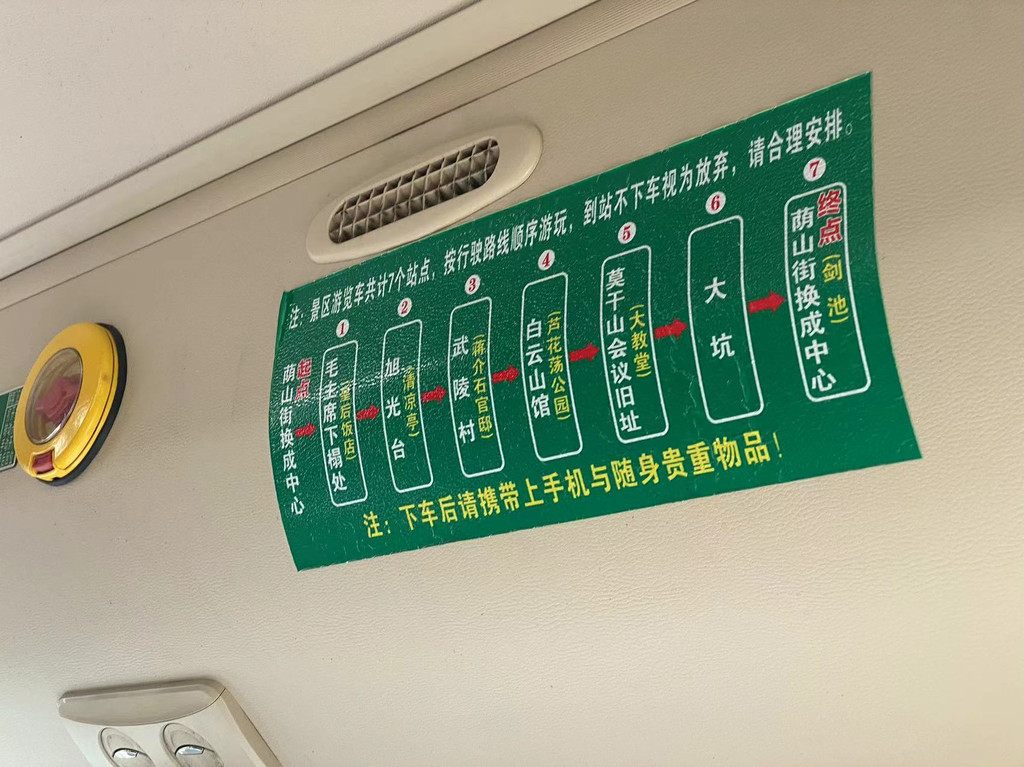 注：景区游览车共计7个站点，按行驶路线顺序游玩，到站不下车视为放弃，请合理安排。
起点
荫山街换成中心
1
毛主席下榻处
(皇后饭店)
2
旭光台
(清凉亭)
3
武陵村
(蒋介石官邸)
4
白云山馆
(芦花荡公园)
5
莫干山会议旧址
(大教堂)
6
大坑
7
终点
荫山街换成中心
(剑池)
注：下车后请携带上手机与随身贵重物品！